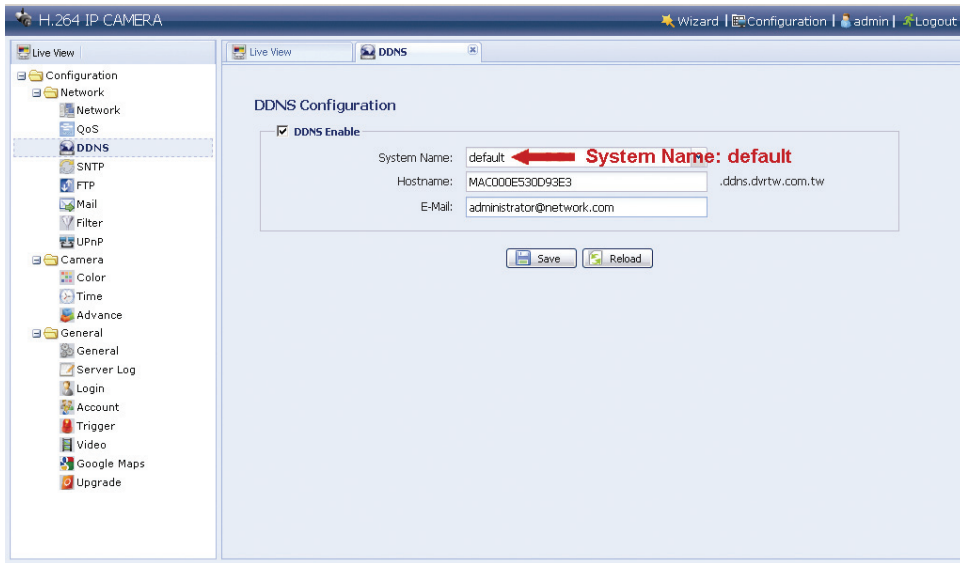 H.264 IP CAMERA
Wizard | Configuration | admin | Logout
Live View
Live View
DDNS
Configuration
Network
Network
QoS
DDNS
SNTP
FTP
Mail
Filter
UPnP
Camera
Color
Time
Advance
General
General
Server Log
Login
Account
Trigger
Video
Google Maps
Upgrade
DDNS Configuration
DDNS Enable
System Name: default System Name: default
Hostname: MAC000E530D93E3 .ddns.dvrtw.com.tw
E-Mail: administrator@network.com
Save Reload